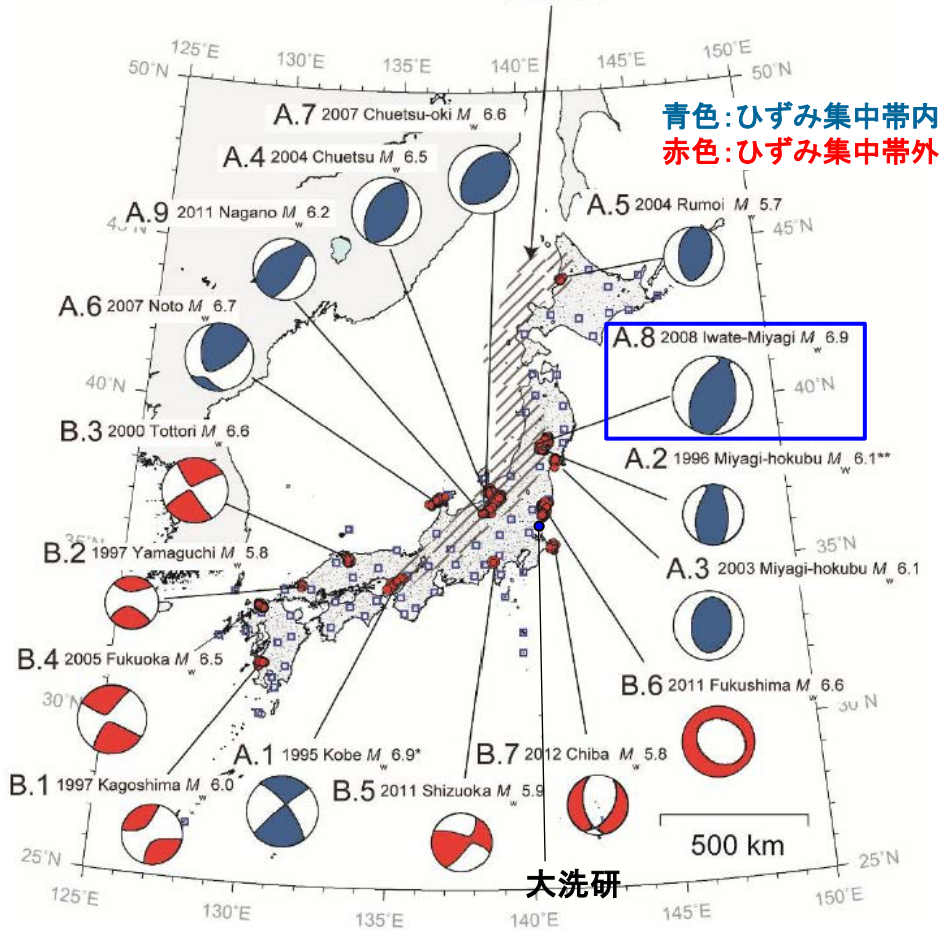 125°E
130°E
135°E
140°E
145°E
150°E
50°N
50°N
A.7 2007 Chuetsu-oki Mw 6.6
青色：ひずみ集中帯内
赤色：ひずみ集中帯外
A.4 2004 Chuetsu Mw 6.5
A.5 2004 Rumoi Mw 5.7
A.9 2011 Nagano Mw 6.2
45°N
A.6 2007 Noto Mw 6.7
A.8 2008 Iwate-Miyagi Mw 6.9
40°N
40°N
B.3 2000 Tottori Mw 6.6
A.2 1996 Miyagi-hokubu Mw 6.1**
35°N
B.2 1997 Yamaguchi Mw 5.8
A.3 2003 Miyagi-hokubu Mw 6.1
B.4 2005 Fukuoka Mw 6.5
B.6 2011 Fukushima Mw 6.6
30°N
B.1 1997 Kagoshima Mw 6.0
A.1 1995 Kobe Mw 6.9*
B.5 2011 Shizuoka Mw 5.9
B.7 2012 Chiba Mw 5.8
500 km
25°N
25°N
大洗研
125°E
130°E
135°E
140°E
145°E
150°E